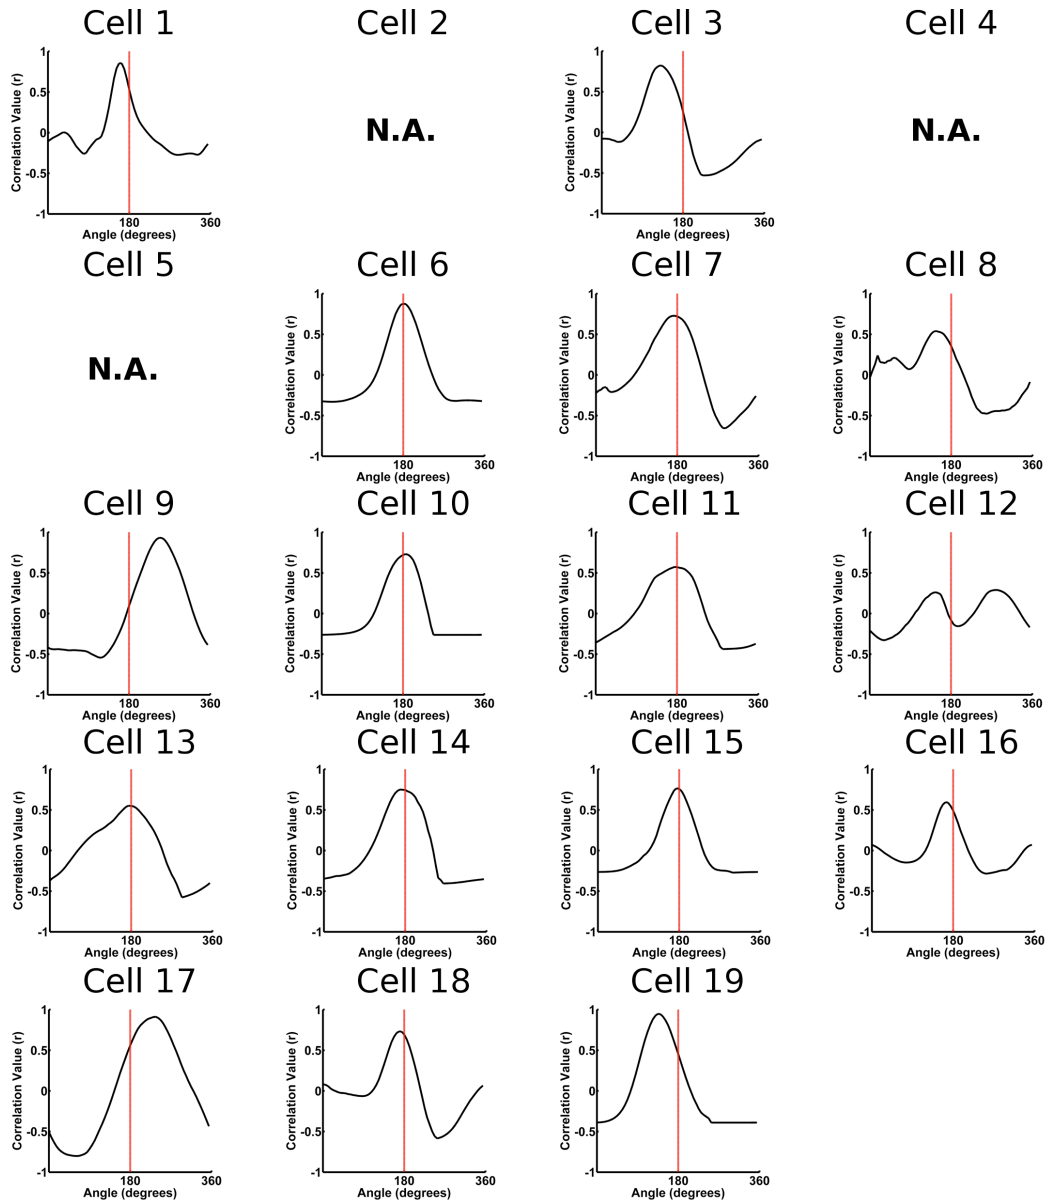 Cell 1 Cell 2 Cell 3 Cell 4
1
0.5
0
-0.5
-1
Correlation Value (r)
180 360
Angle (degrees)
N.A.
1
0.5
0
-0.5
-1
Correlation Value (r)
180 360
Angle (degrees)
N.A.
Cell 5 Cell 6 Cell 7 Cell 8
N.A.
1
0.5
0
-0.5
-1
Correlation Value (r)
180 360
Angle (degrees)
1
0.5
0
-0.5
-1
Correlation Value (r)
180 360
Angle (degrees)
1
0.5
0
-0.5
-1
Correlation Value (r)
180 360
Angle (degrees)
Cell 9 Cell 10 Cell 11 Cell 12
1
0.5
0
-0.5
-1
Correlation Value (r)
180 360
Angle (degrees)
1
0.5
0
-0.5
-1
Correlation Value (r)
180 360
Angle (degrees)
1
0.5
0
-0.5
-1
Correlation Value (r)
180 360
Angle (degrees)
1
0.5
0
-0.5
-1
Correlation Value (r)
180 360
Angle (degrees)
Cell 13 Cell 14 Cell 15 Cell 16
1
0.5
0
-0.5
-1
Correlation Value (r)
180 360
Angle (degrees)
1
0.5
0
-0.5
-1
Correlation Value (r)
180 360
Angle (degrees)
1
0.5
0
-0.5
-1
Correlation Value (r)
180 360
Angle (degrees)
1
0.5
0
-0.5
-1
Correlation Value (r)
180 360
Angle (degrees)
Cell 17 Cell 18 Cell 19
1
0.5
0
-0.5
-1
Correlation Value (r)
180 360
Angle (degrees)
1
0.5
0
-0.5
-1
Correlation Value (r)
180 360
Angle (degrees)
1
0.5
0
-0.5
-1
Correlation Value (r)
180 360
Angle (degrees)